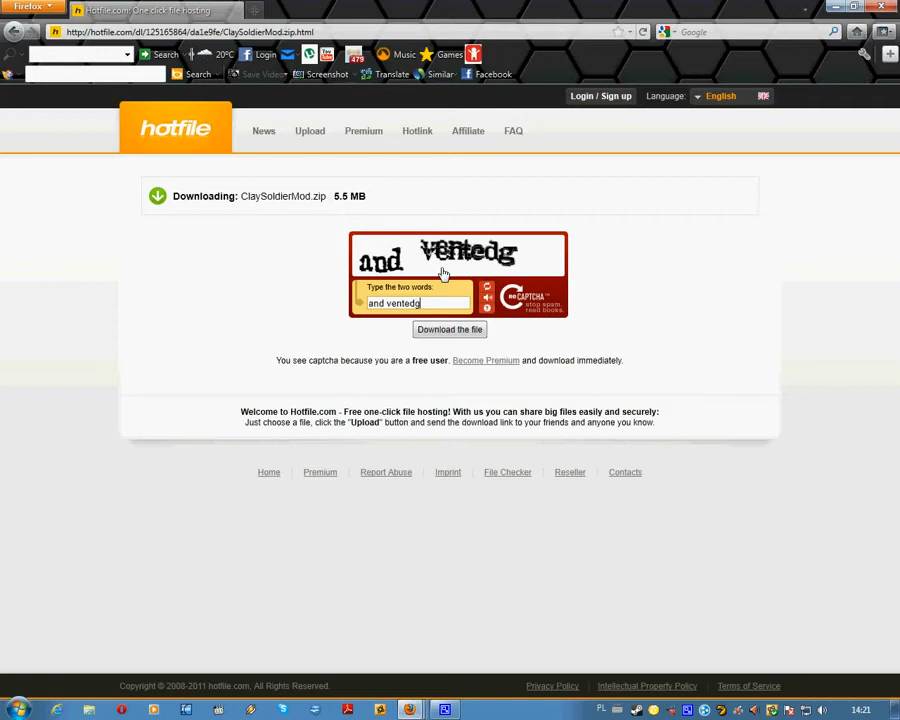 Firefox
Hotfile.com: One click file hosting
http://hotfile.com/dl/125165864/da1e9fe/ClaySoldierMod.zip.html
Google
Search
20°C
Login
You Tube
479
Music
Games
Search
Save Video
Screenshot
Translate
Similar
Facebook
Login / Sign up
Language:
English
hotfile
News
Upload
Premium
Hotlink
Affiliate
FAQ
Downloading: ClaySoldierMod.zip 5.5 MB
and ventedg
Type the two words:
and ventedg
reCAPTCHA™
stop spam.
read books.
Download the file
You see captcha because you are a free user. Become Premium and download immediately.
Welcome to Hotfile.com - Free one-click file hosting! With us you can share big files easily and securely:
Just choose a file, click the "Upload" button and send the download link to your friends and anyone you know.
Home
Premium
Report Abuse
Imprint
File Checker
Reseller
Contacts
Copyright © 2008-2011 hotfile.com, All Rights Reserved.
Privacy Policy
Intellectual Property Policy
Terms of Service
PL
14:21